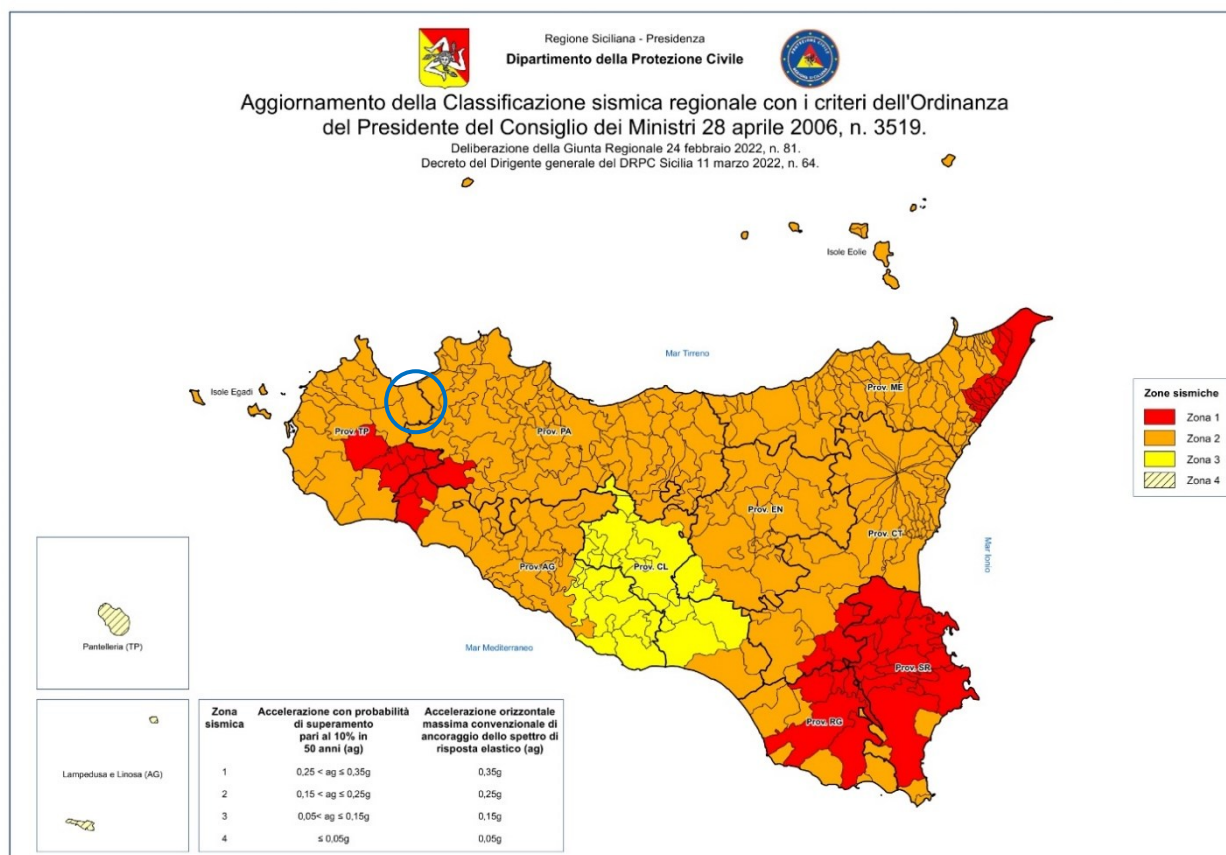 Regione Siciliana - Presidenza
Dipartimento della Protezione Civile
Aggiornamento della Classificazione sismica regionale con i criteri dell'Ordinanza
del Presidente del Consiglio dei Ministri 28 aprile 2006, n. 3519.
Deliberazione della Giunta Regionale 24 febbraio 2022, n. 81.
Decreto del Dirigente generale del DRPC Sicilia 11 marzo 2022, n. 64.
Isole Eolie
Mar Tirreno
Isole Egadi
Prov. ME
Prov. TP
Prov. PA
Prov. EN
Prov. CT
Mar Ionio
Prov. AG
Prov. CL
Mar Mediterraneo
Prov. SR
Prov. RG
Zone sismiche
Zona 1
Zona 2
Zona 3
Zona 4
Pantelleria (TP)
Lampedusa e Linosa (AG)
Zona sismica
Accelerazione con probabilità
di superamento
pari al 10% in
50 anni (ag)
Accelerazione orizzontale
massima convenzionale di
ancoraggio dello spettro di
risposta elastico (ag)
1 0,25 < ag ≤ 0,35g 0,35g
2 0,15 < ag ≤ 0,25g 0,25g
3 0,05< ag ≤ 0,15g 0,15g
4 ≤ 0,05g 0,05g